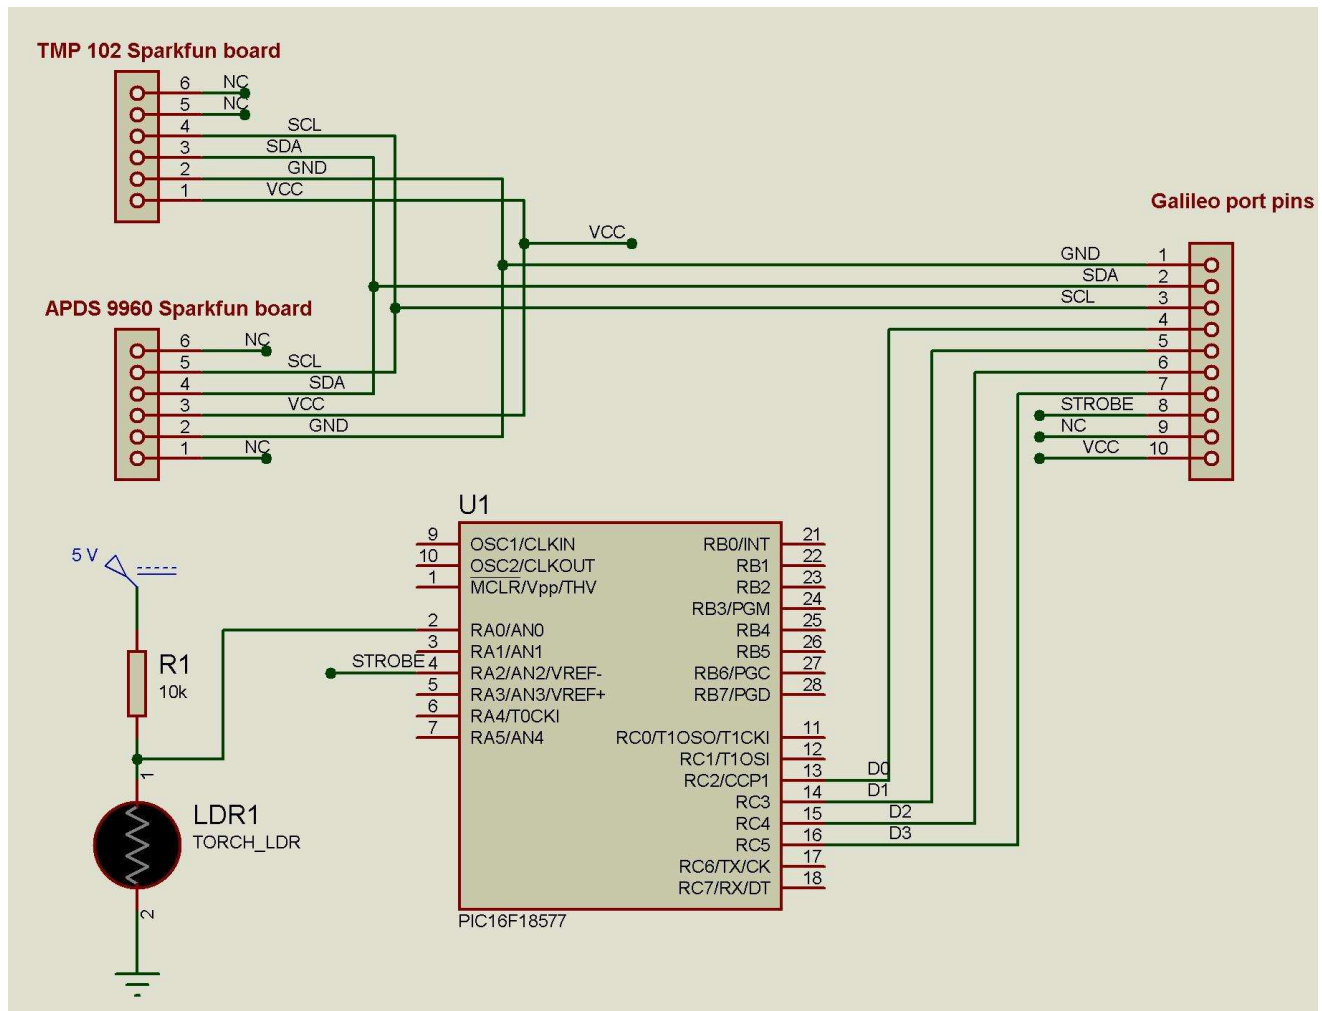 TMP 102 Sparkfun board
6 NC
5 NC
4 SCL
3 SDA
2 GND
1 VCC
VCC
Galileo port pins
GND 1
SDA 2
SCL 3
4
5
6
7
STROBE 8
NC 9
VCC 10
APDS 9960 Sparkfun board
6 NC
5 SCL
4 SDA
3 VCC
2 GND
1 NC
5 V
R1
10k
1
LDR1
TORCH_LDR
2
U1
9 OSC1/CLKIN
10 OSC2/CLKOUT
1 MCLR/Vpp/THV
2 RA0/AN0
3 RA1/AN1
STROBE 4 RA2/AN2/VREF-
5 RA3/AN3/VREF+
6 RA4/T0CKI
7 RA5/AN4
RB0/INT 21
RB1 22
RB2 23
RB3/PGM 24
RB4 25
RB5 26
RB6/PGC 27
RB7/PGD 28
RC0/T1OSO/T1CKI 11
RC1/T1OSI 12
RC2/CCP1 13 D0
RC3 14 D1
RC4 15 D2
RC5 16 D3
RC6/TX/CK 17
RC7/RX/DT 18
PIC16F18577